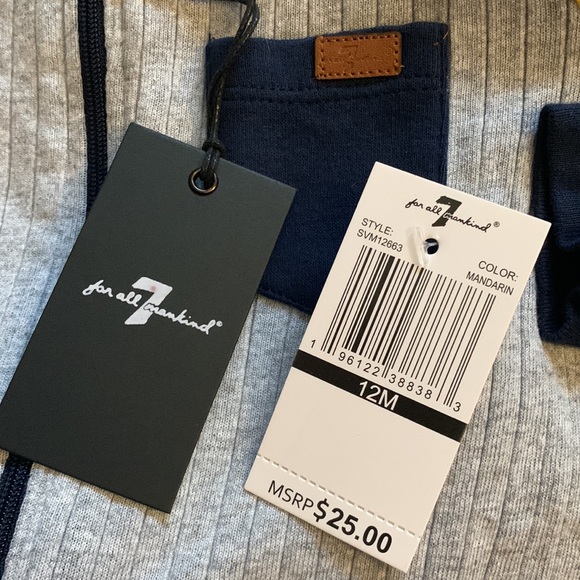 7
for all mankind®
7
for all mankind®
STYLE:
SVM12663
COLOR:
MANDARIN
1 96122 38838 3
12M
MSRP $25.00